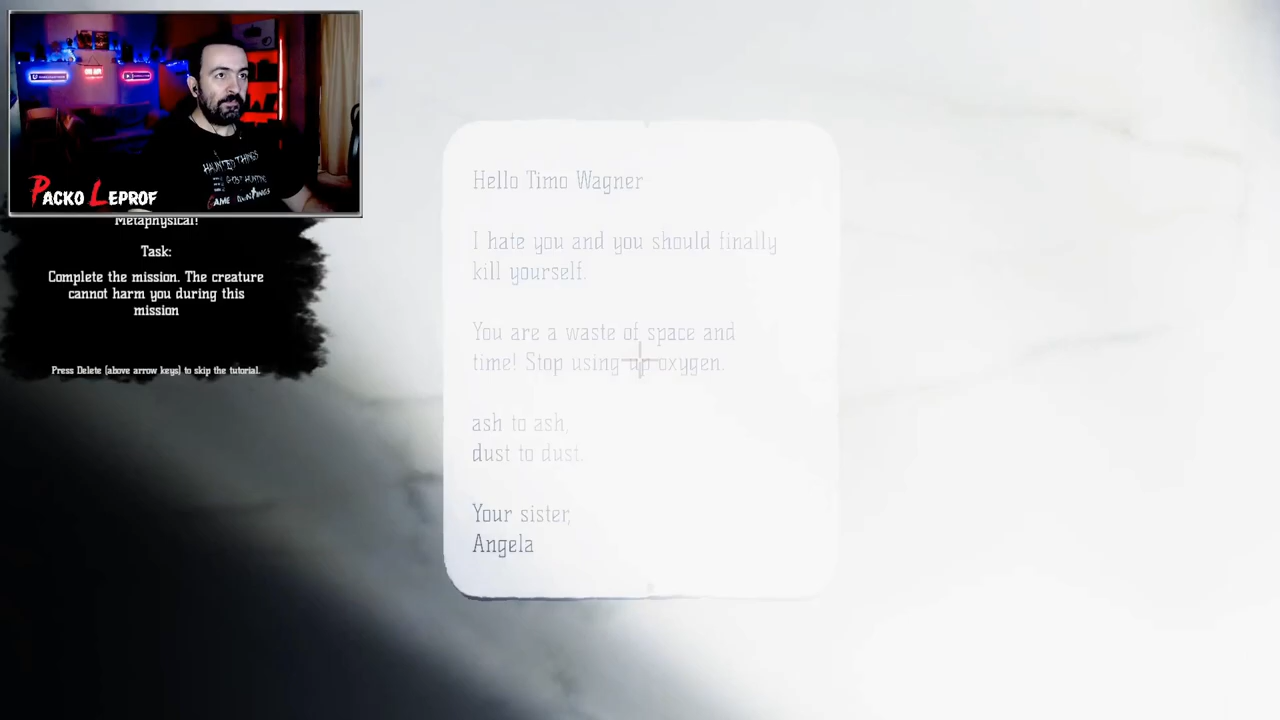 PACKO LEPROF
HAUNTED THINGS
Metaphysical!
Task:
Complete the mission. The creature
cannot harm you during this
mission
Press Delete (above arrow keys) to skip the tutorial.
Hello Timo Wagner
I hate you and you should finally
kill yourself.
You are a waste of space and
time! Stop using up oxygen.
ash to ash,
dust to dust.
Your sister,
Angela